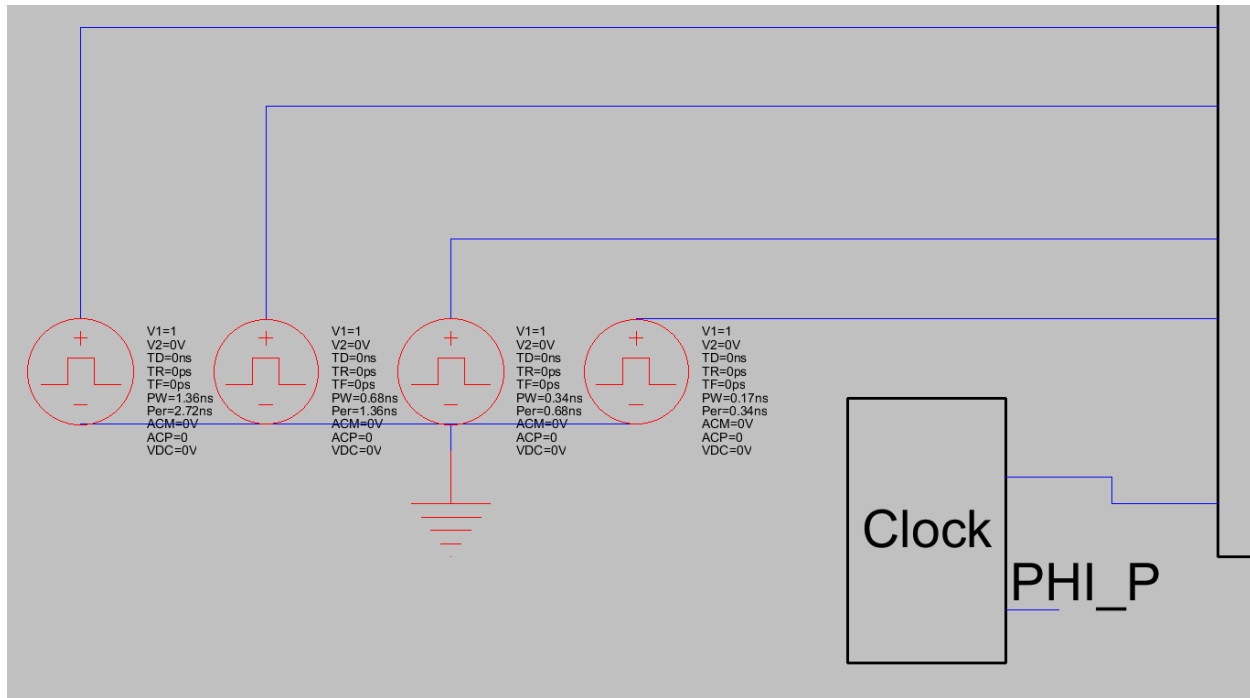 V1=1
V2=0V
TD=0ns
TR=0ps
TF=0ps
PW=1.36ns
Per=2.72ns
ACM=0V
ACP=0
VDC=0V
V1=1
V2=0V
TD=0ns
TR=0ps
TF=0ps
PW=0.68ns
Per=1.36ns
ACM=0V
ACP=0
VDC=0V
V1=1
V2=0V
TD=0ns
TR=0ps
TF=0ps
PW=0.34ns
Per=0.68ns
ACM=0V
ACP=0
VDC=0V
V1=1
V2=0V
TD=0ns
TR=0ps
TF=0ps
PW=0.17ns
Per=0.34ns
ACM=0V
ACP=0
VDC=0V
Clock
PHI_P